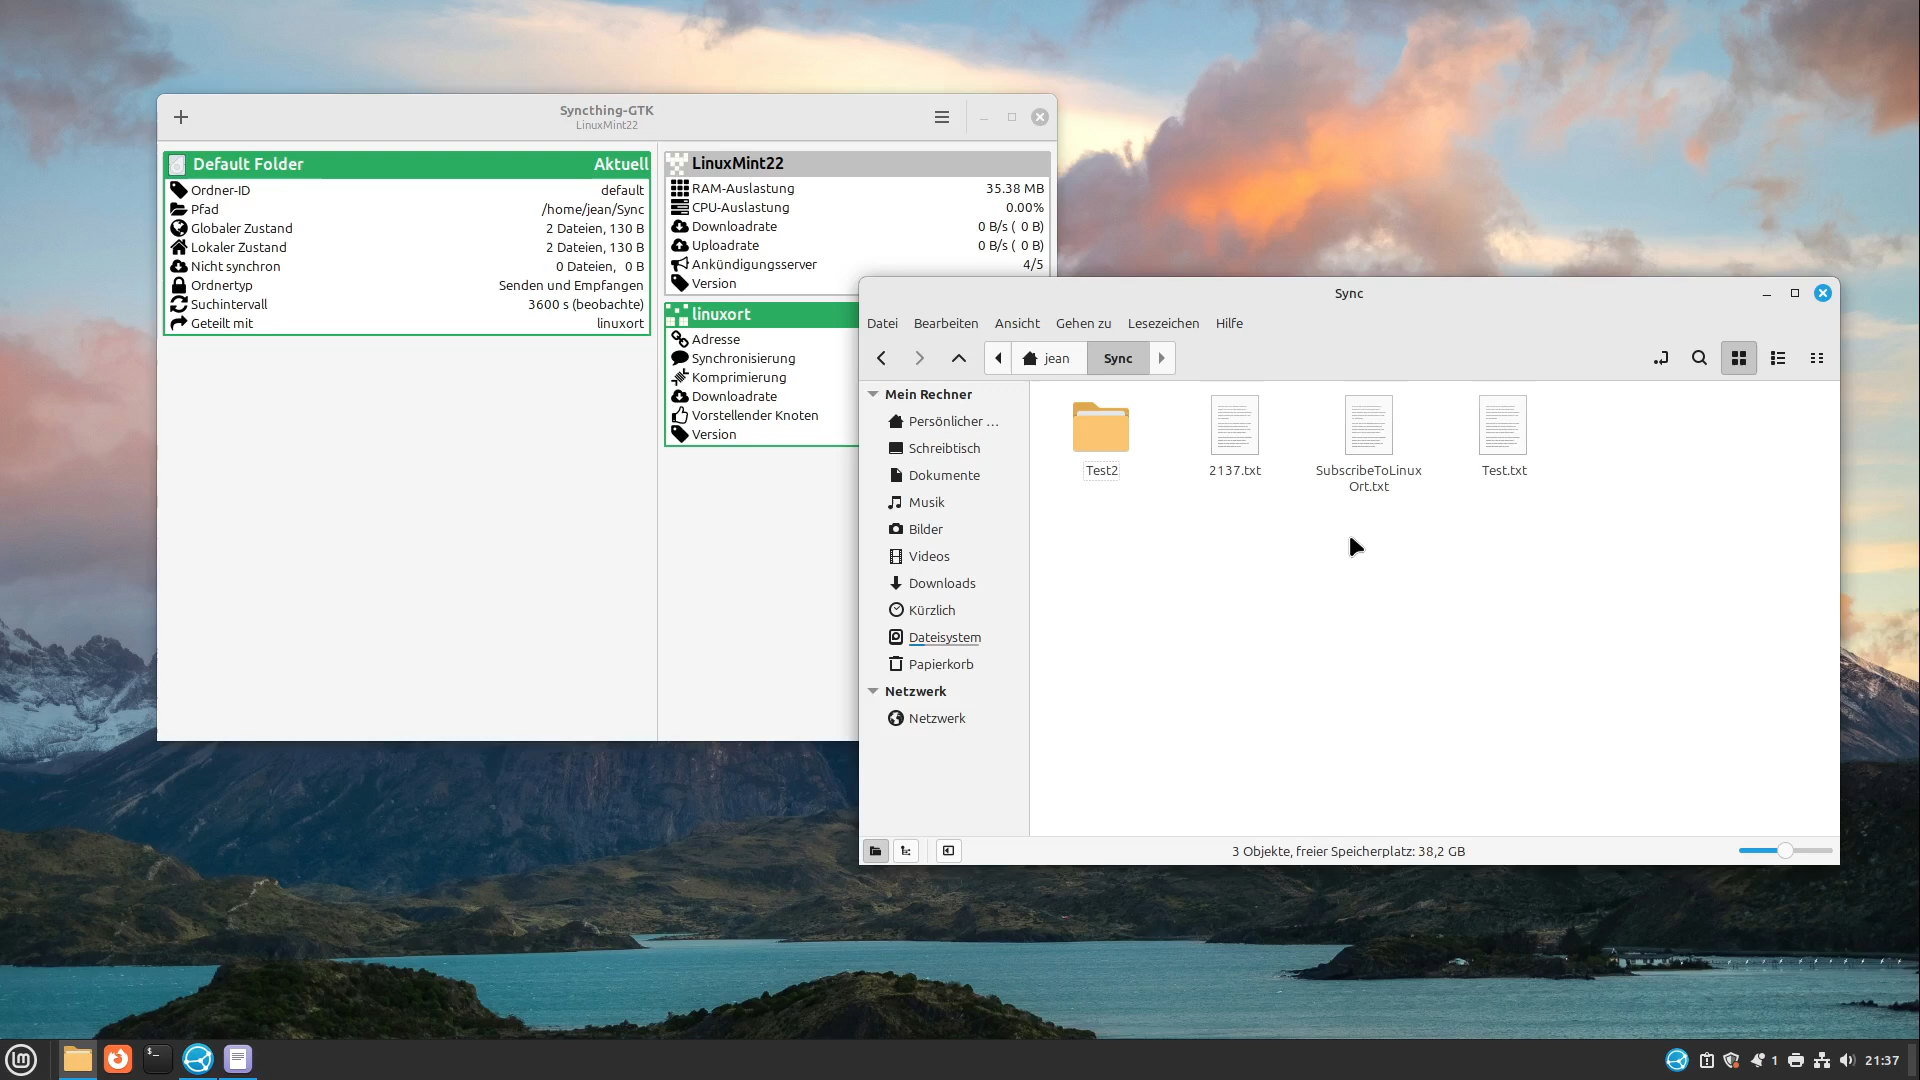 Syncthing-GTK
LinuxMint22
Default Folder Aktuell
Ordner-ID default
Pfad /home/jean/Sync
Globaler Zustand 2 Dateien, 130 B
Lokaler Zustand 2 Dateien, 130 B
Nicht synchron 0 Dateien, 0 B
Ordnertyp Senden und Empfangen
Suchintervall 3600 s (beobachte)
Geteilt mit linuxort
LinuxMint22
RAM-Auslastung 35.38 MB
CPU-Auslastung 0.00%
Downloadrate 0 B/s ( 0 B)
Uploadrate 0 B/s ( 0 B)
Ankündigungsserver 4/5
Version
linuxort
Adresse
Synchronisierung
Komprimierung
Downloadrate
Vorstellender Knoten
Version
Sync
Datei Bearbeiten Ansicht Gehen zu Lesezeichen Hilfe
jean Sync
Mein Rechner
Persönlicher ...
Schreibtisch
Dokumente
Musik
Bilder
Videos
Downloads
Kürzlich
Dateisystem
Papierkorb
Netzwerk
Netzwerk
Test2
2137.txt
SubscribeToLinux
Ort.txt
Test.txt
3 Objekte, freier Speicherplatz: 38,2 GB
1
21:37